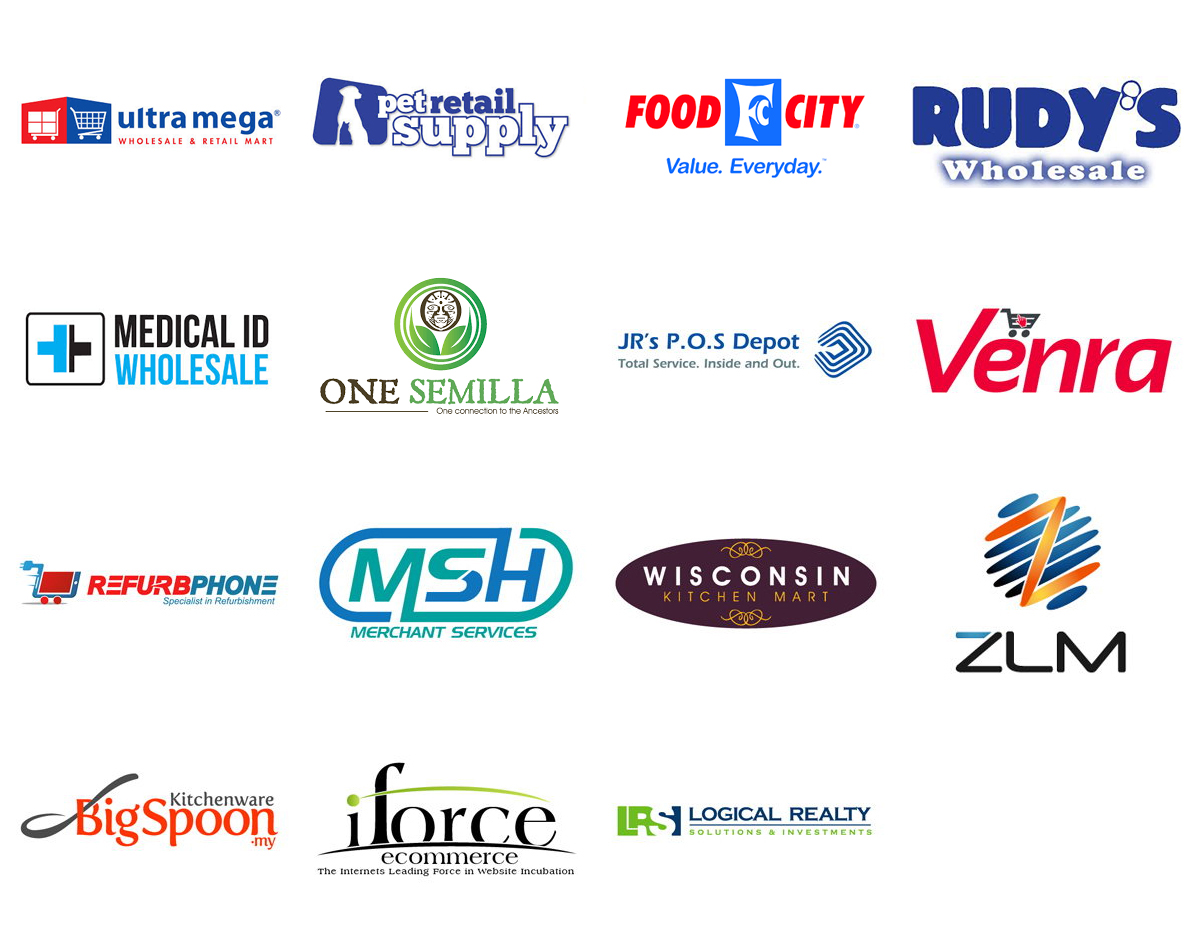 ultra mega®
WHOLESALE & RETAIL MART
pet retail
supply
FOOD FC CITY®
Value. Everyday.™
RUDY'S
Wholesale
MEDICAL ID
WHOLESALE
ONE SEMILLA
One connection to the Ancestors
JR's P.O.S Depot
Total Service. Inside and Out.
Venra
REFURBPHONE
Specialist in Refurbishment
MSH
MERCHANT SERVICES
WISCONSIN
KITCHEN MART
ZLM
Kitchenware
BigSpoon
.my
iforce
ecommerce
The Internets Leading Force in Website Incubation
LRSI LOGICAL REALTY
SOLUTIONS & INVESTMENTS